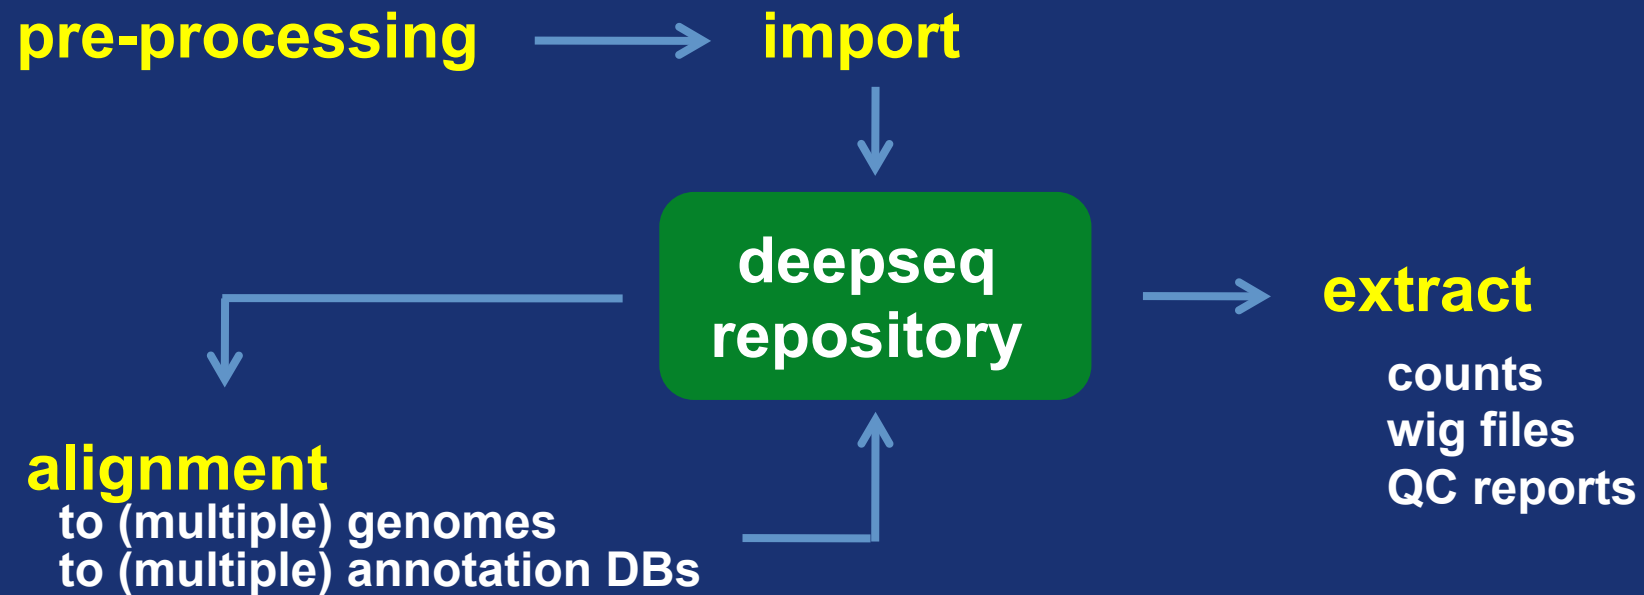 pre-processing
import
deepseq
repository
extract
counts
wig files
QC reports
alignment
to (multiple) genomes
to (multiple) annotation DBs